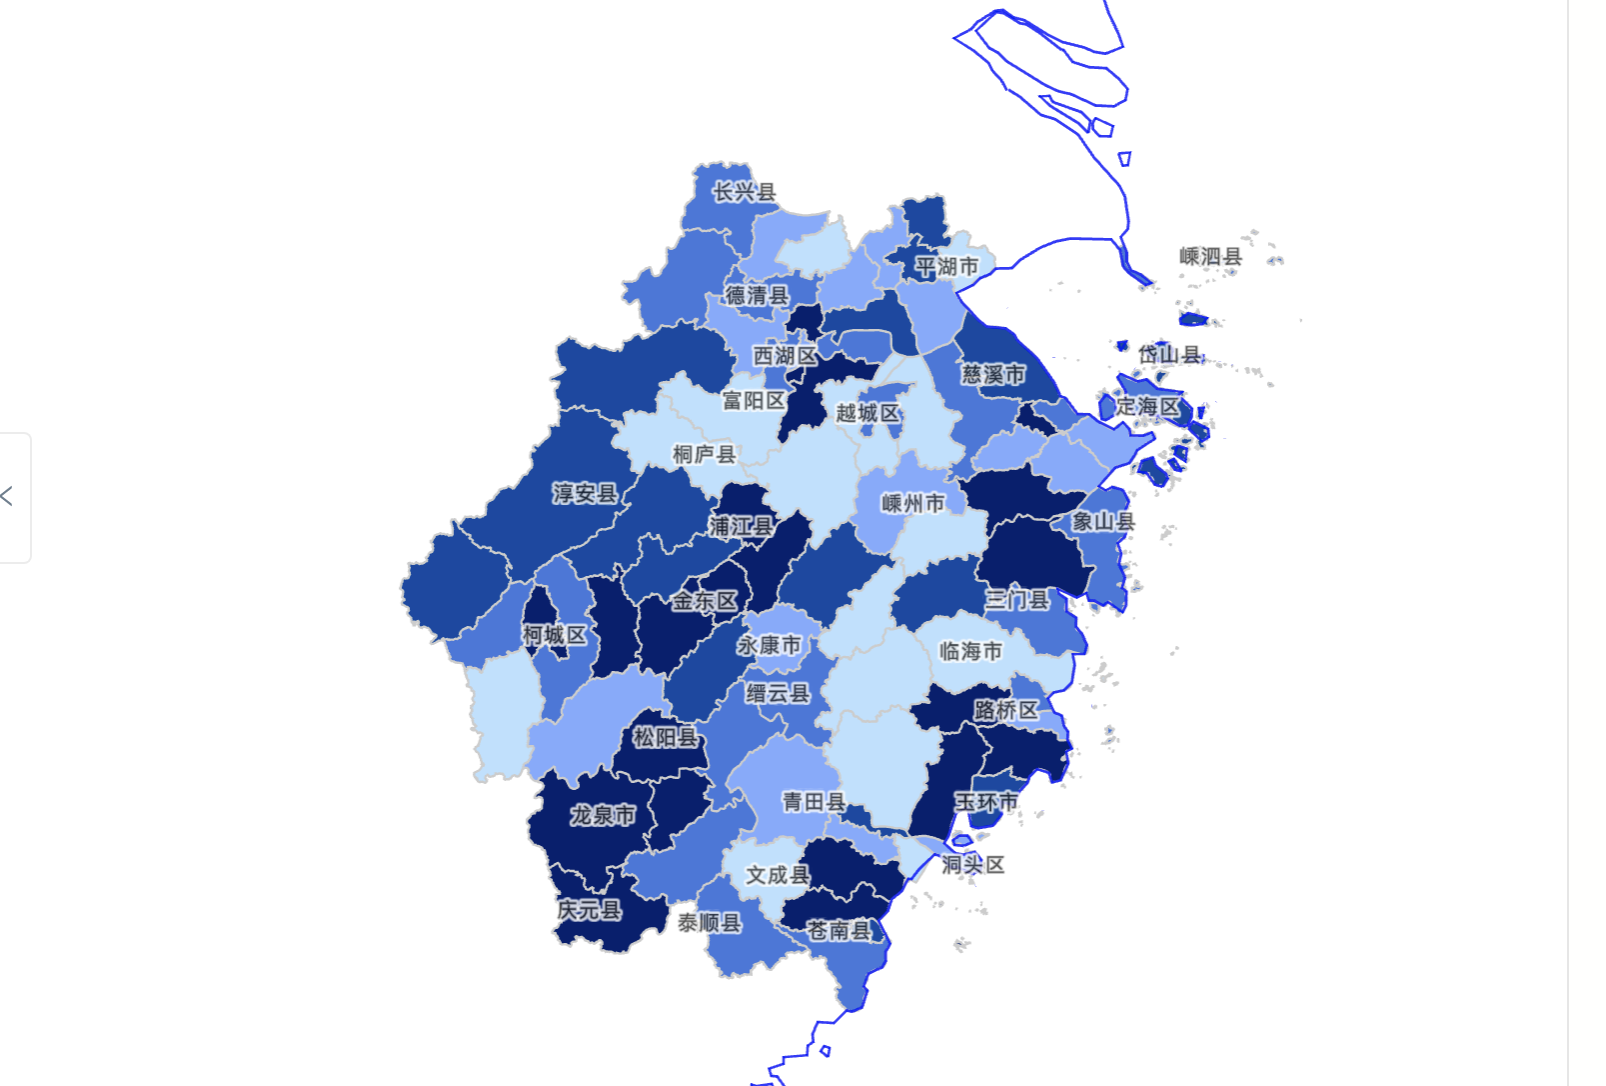 长兴县
嵊泗县
平湖市
德清县
岱山县
西湖区
慈溪市
富阳区
定海区
越城区
桐庐县
淳安县
嵊州市
象山县
浦江县
金东区
三门县
柯城区
永康市
临海市
缙云县
路桥区
松阳县
青田县
玉环市
龙泉市
洞头区
文成县
庆元县
泰顺县
苍南县